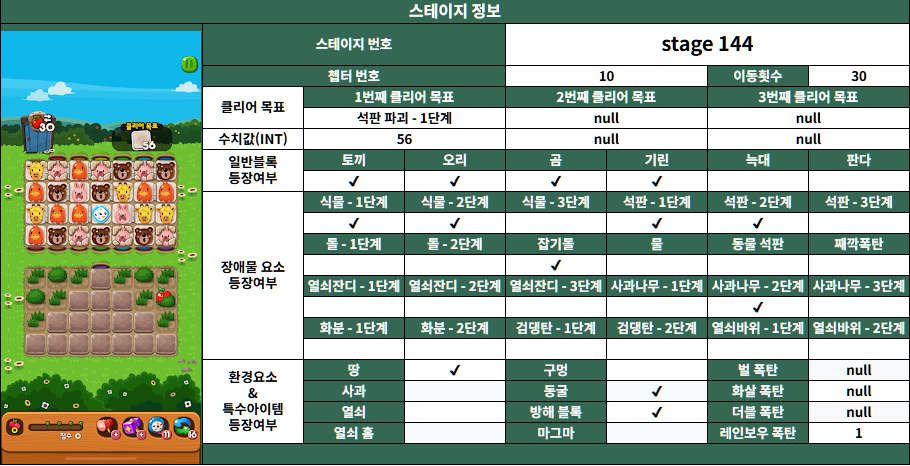 스테이지 정보
스테이지 번호 stage 144
챕터 번호 10 이동횟수 30
클리어 목표 1번째 클리어 목표 2번째 클리어 목표 3번째 클리어 목표
석판 파괴 - 1단계 null null
수치값(INT) 56 null null
일반블록 등장여부 토끼 오리 곰 기린 늑대 판다
✓ ✓ ✓ ✓
장애물 요소 등장여부 식물 - 1단계 식물 - 2단계 식물 - 3단계 석판 - 1단계 석판 - 2단계 석판 - 3단계
✓ ✓ ✓ ✓
돌 - 1단계 돌 - 2단계 잡기돌 물 동물 석판 째깍폭탄
✓
열쇠잔디 - 1단계 열쇠잔디 - 2단계 열쇠잔디 - 3단계 사과나무 - 1단계 사과나무 - 2단계 사과나무 - 3단계
✓
화분 - 1단계 화분 - 2단계 검댕탄 - 1단계 검댕탄 - 2단계 열쇠바위 - 1단계 열쇠바위 - 2단계
환경요소 & 특수아이템 등장여부
땅 ✓ 구멍 벌 폭탄 null
사과 동굴 ✓ 화살 폭탄 null
열쇠 방해 블록 ✓ 더블 폭탄 null
열쇠 홈 마그마 레인보우 폭탄 1
30
클리어 목표
56
점수 0
11
16